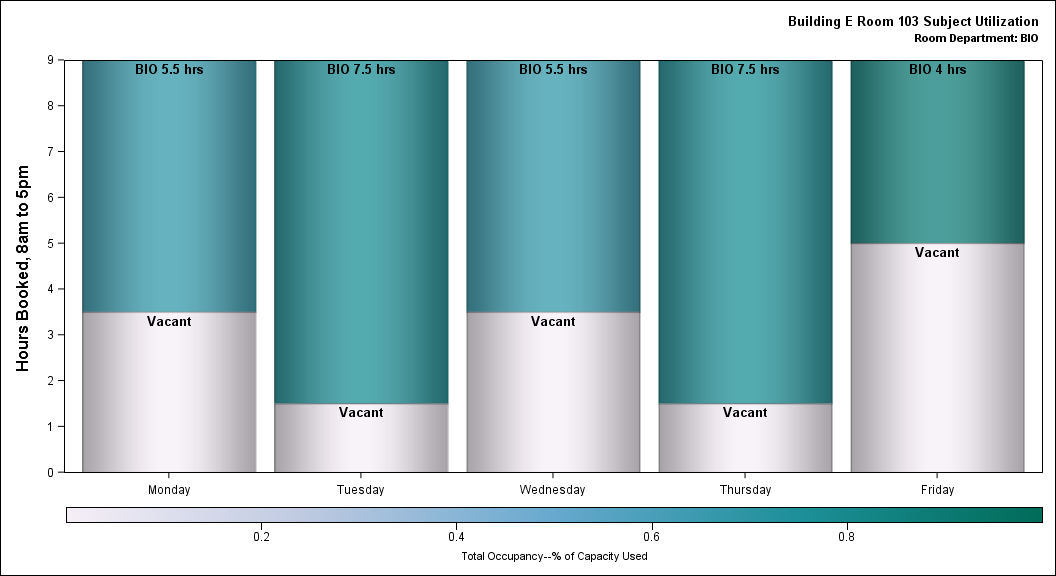 Building E Room 103 Subject Utilization
Room Department: BIO
Hours Booked, 8am to 5pm
9
8
7
6
5
4
3
2
1
0
BIO 5.5 hrs
BIO 7.5 hrs
BIO 5.5 hrs
BIO 7.5 hrs
BIO 4 hrs
Vacant
Vacant
Vacant
Vacant
Vacant
Monday
Tuesday
Wednesday
Thursday
Friday
0.2
0.4
0.6
0.8
Total Occupancy--% of Capacity Used